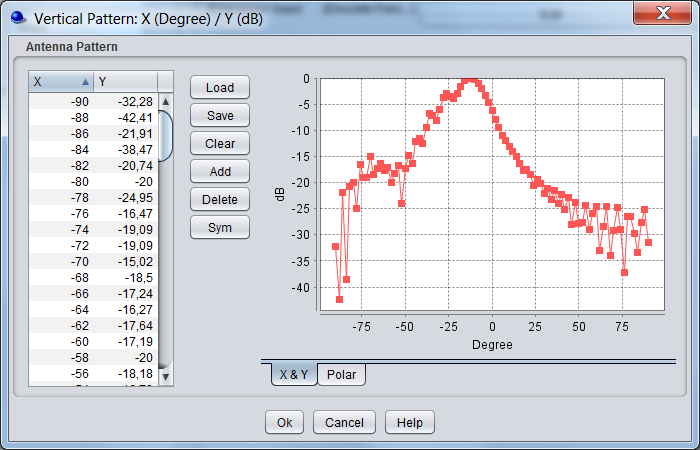 Vertical Pattern: X (Degree) / Y (dB)
Antenna Pattern
X Y
-90 -32,28
-88 -42,41
-86 -21,91
-84 -38,47
-82 -20,74
-80 -20
-78 -24,95
-76 -16,47
-74 -19,09
-72 -19,09
-70 -15,02
-68 -18,5
-66 -17,24
-64 -16,27
-62 -17,64
-60 -17,19
-58 -20
-56 -18,18
Load
Save
Clear
Add
Delete
Sym
0
-5
-10
-15
-20
-25
-30
-35
-40
dB
-75 -50 -25 0 25 50 75
Degree
X & Y Polar
Ok Cancel Help